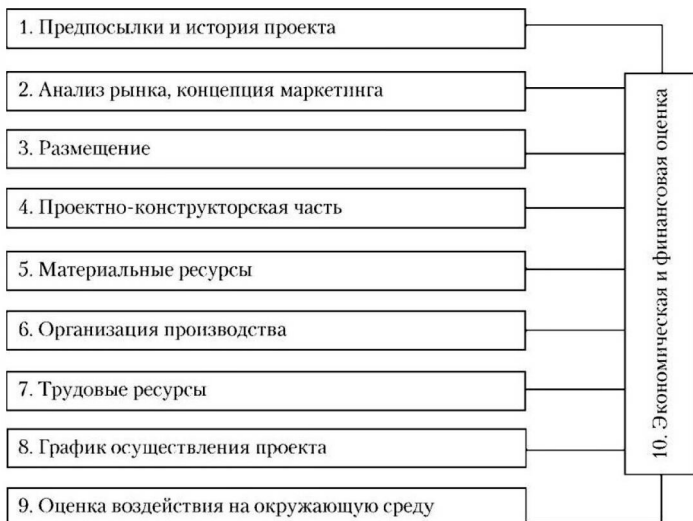 1. Предпосылки и история проекта
2. Анализ рынка, концепция маркетинга
3. Размещение
4. Проектно-конструкторская часть
5. Материальные ресурсы
6. Организация производства
7. Трудовые ресурсы
8. График осуществления проекта
9. Оценка воздействия на окружающую среду
10. Экономическая и финансовая оценка